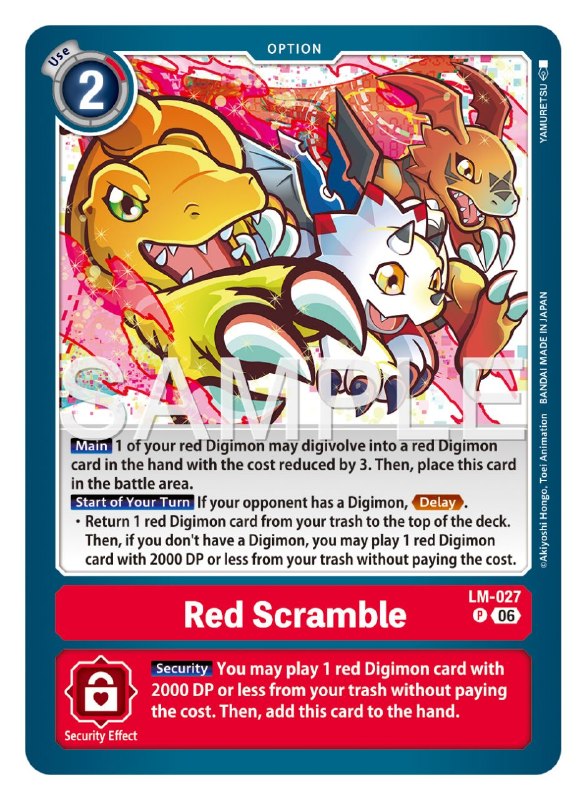 OPTION
Use
2
YAMURETSU
SAMPLE
Main 1 of your red Digimon may digivolve into a red Digimon
card in the hand with the cost reduced by 3. Then, place this card
in the battle area.
Start of Your Turn If your opponent has a Digimon, Delay.
・Return 1 red Digimon card from your trash to the top of the deck.
Then, if you don't have a Digimon, you may play 1 red Digimon
card with 2000 DP or less from your trash without paying the cost.
©Akiyoshi Hongo, Toei Animation BANDAI MADE IN JAPAN
Red Scramble
LM-027
P 06
Security You may play 1 red Digimon card with
2000 DP or less from your trash without paying
the cost. Then, add this card to the hand.
Security Effect